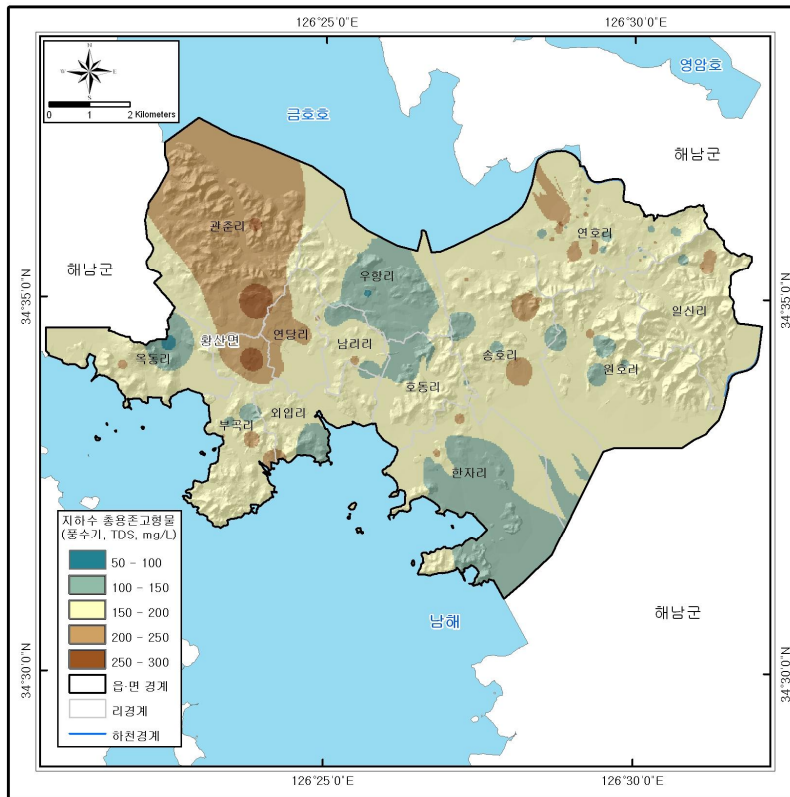 126°25'0"E
126°30'0"E
N
W
E
S
0 1 2 Kilometers
영암호
금호호
해남군
관춘리
연호리
우항리
해남군
34°35'0"N
34°35'0"N
일신리
황산면
연당리
남리리
옥동리
송호리
원호리
호동리
외입리
부곡리
한자리
지하수 총용존고형물
(풍수기, TDS, mg/L)
50 - 100
100 - 150
150 - 200
200 - 250
250 - 300
읍·면 경계
리경계
하천경계
해남군
남해
34°30'0"N
34°30'0"N
126°25'0"E
126°30'0"E